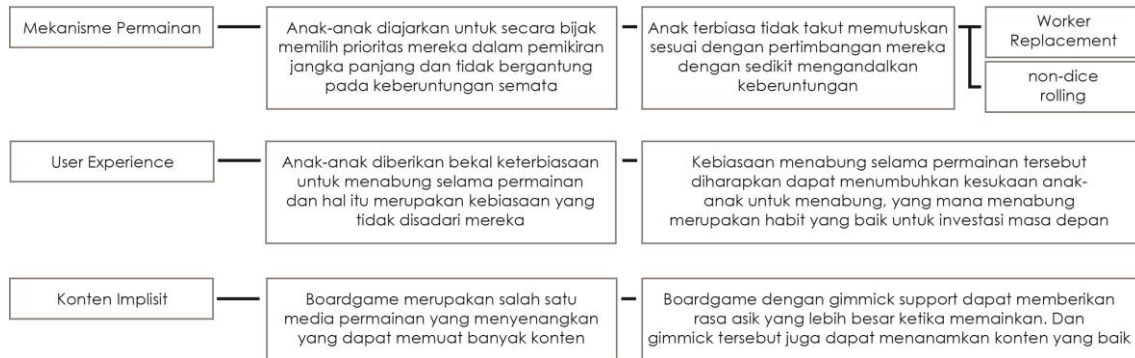 Mekanisme Permainan
Anak-anak diajarkan untuk secara bijak
memilih prioritas mereka dalam pemikiran
jangka panjang dan tidak bergantung
pada keberuntungan semata
Anak terbiasa tidak takut memutuskan
sesuai dengan pertimbangan mereka
dengan sedikit mengandalkan
keberuntungan
Worker
Replacement
non-dice
rolling
User Experience
Anak-anak diberikan bekal keterbiasaan
untuk menabung selama permainan
dan hal itu merupakan kebiasaan yang
tidak disadari mereka
Kebiasaan menabung selama permainan tersebut
diharapkan dapat menumbuhkan kesukaan anak-
anak untuk menabung, yang mana menabung
merupakan habit yang baik untuk investasi masa depan
Konten Implisit
Boardgame merupakan salah satu
media permainan yang menyenangkan
yang dapat memuat banyak konten
Boardgame dengan gimmick support dapat memberikan
rasa asik yang lebih besar ketika memainkan. Dan
gimmick tersebut juga dapat menanamkan konten yang baik